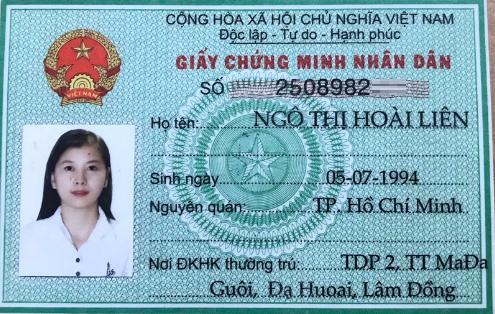 CỘNG HÒA XÃ HỘI CHỦ NGHĨA VIỆT NAM
Độc lập - Tự do - Hạnh phúc
GIẤY CHỨNG MINH NHÂN DÂN
SỐ 2508982
VIỆT NAM
Họ tên: NGÔ THỊ HOÀI LIÊN
Sinh ngày 05-07-1994
Nguyên quán: TP. Hồ Chí Minh
Nơi ĐKHK thường trú: TDP 2, TT MaĐa
Guôi, Đạ Huoai, Lâm Đồng